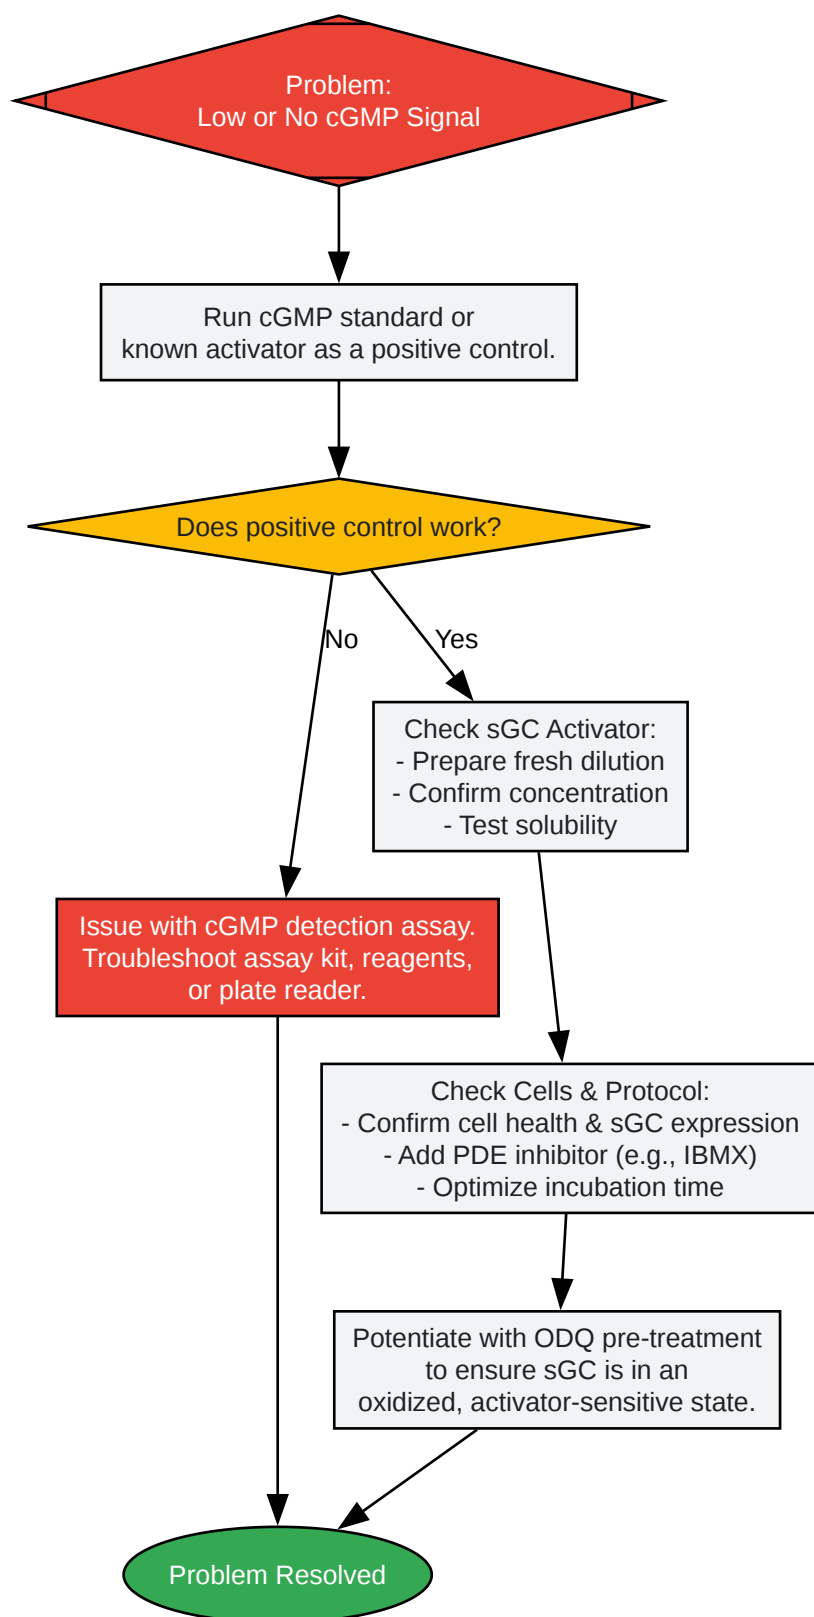 Problem:
Low or No cGMP Signal
Run cGMP standard or
known activator as a positive control.
Does positive control work?
No
Yes
Check sGC Activator:
- Prepare fresh dilution
- Confirm concentration
- Test solubility
Issue with cGMP detection assay.
Troubleshoot assay kit, reagents,
or plate reader.
Check Cells & Protocol:
- Confirm cell health & sGC expression
- Add PDE inhibitor (e.g., IBMX)
- Optimize incubation time
Potentiate with ODQ pre-treatment
to ensure sGC is in an
oxidized, activator-sensitive state.
Problem Resolved